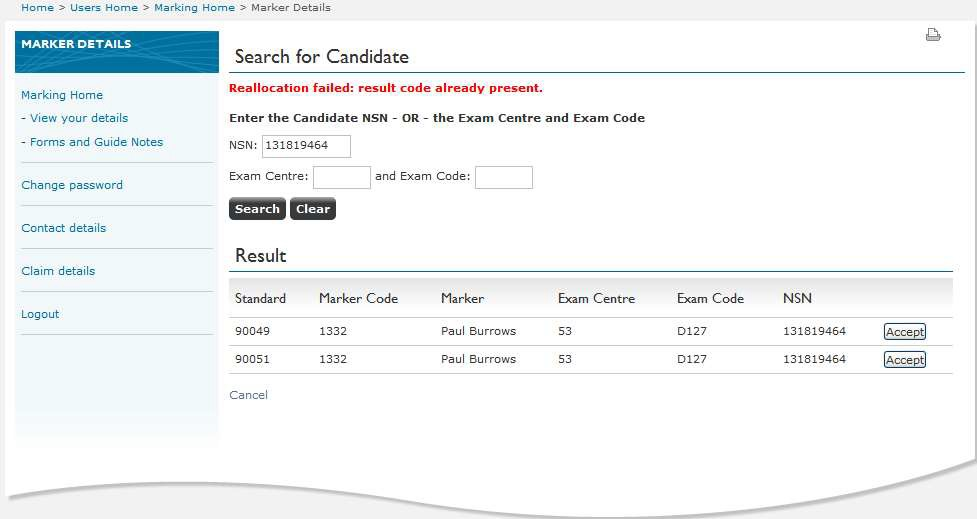 Home > Users Home > Marking Home > Marker Details
MARKER DETAILS
Marking Home
- View your details
- Forms and Guide Notes
Change password
Contact details
Claim details
Logout
Search for Candidate
Reallocation failed: result code already present.
Enter the Candidate NSN - OR - the Exam Centre and Exam Code
NSN: 131819464
Exam Centre: and Exam Code:
Search Clear
Result
Standard Marker Code Marker Exam Centre Exam Code NSN
90049 1332 Paul Burrows 53 D127 131819464 Accept
90051 1332 Paul Burrows 53 D127 131819464 Accept
Cancel